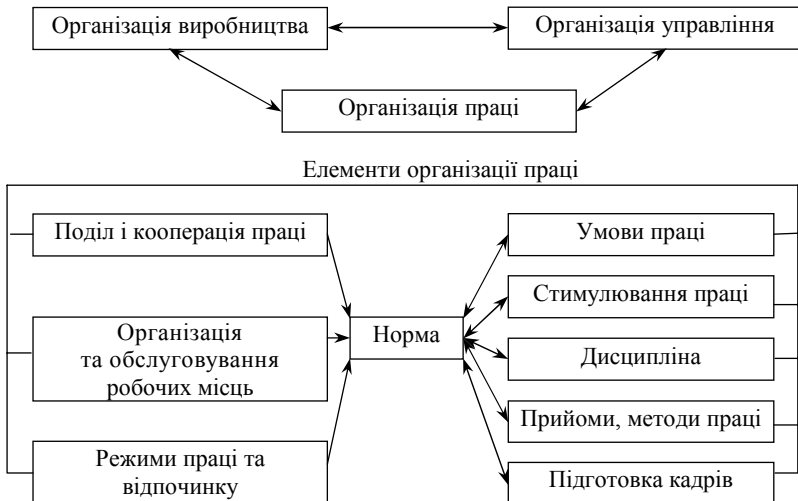 Організація виробництва
Організація управління
Організація праці
Елементи організації праці
Поділ і кооперація праці
Організація
та обслуговування
робочих місць
Режими праці та
відпочинку
Норма
Умови праці
Стимулювання праці
Дисципліна
Прийоми, методи праці
Підготовка кадрів